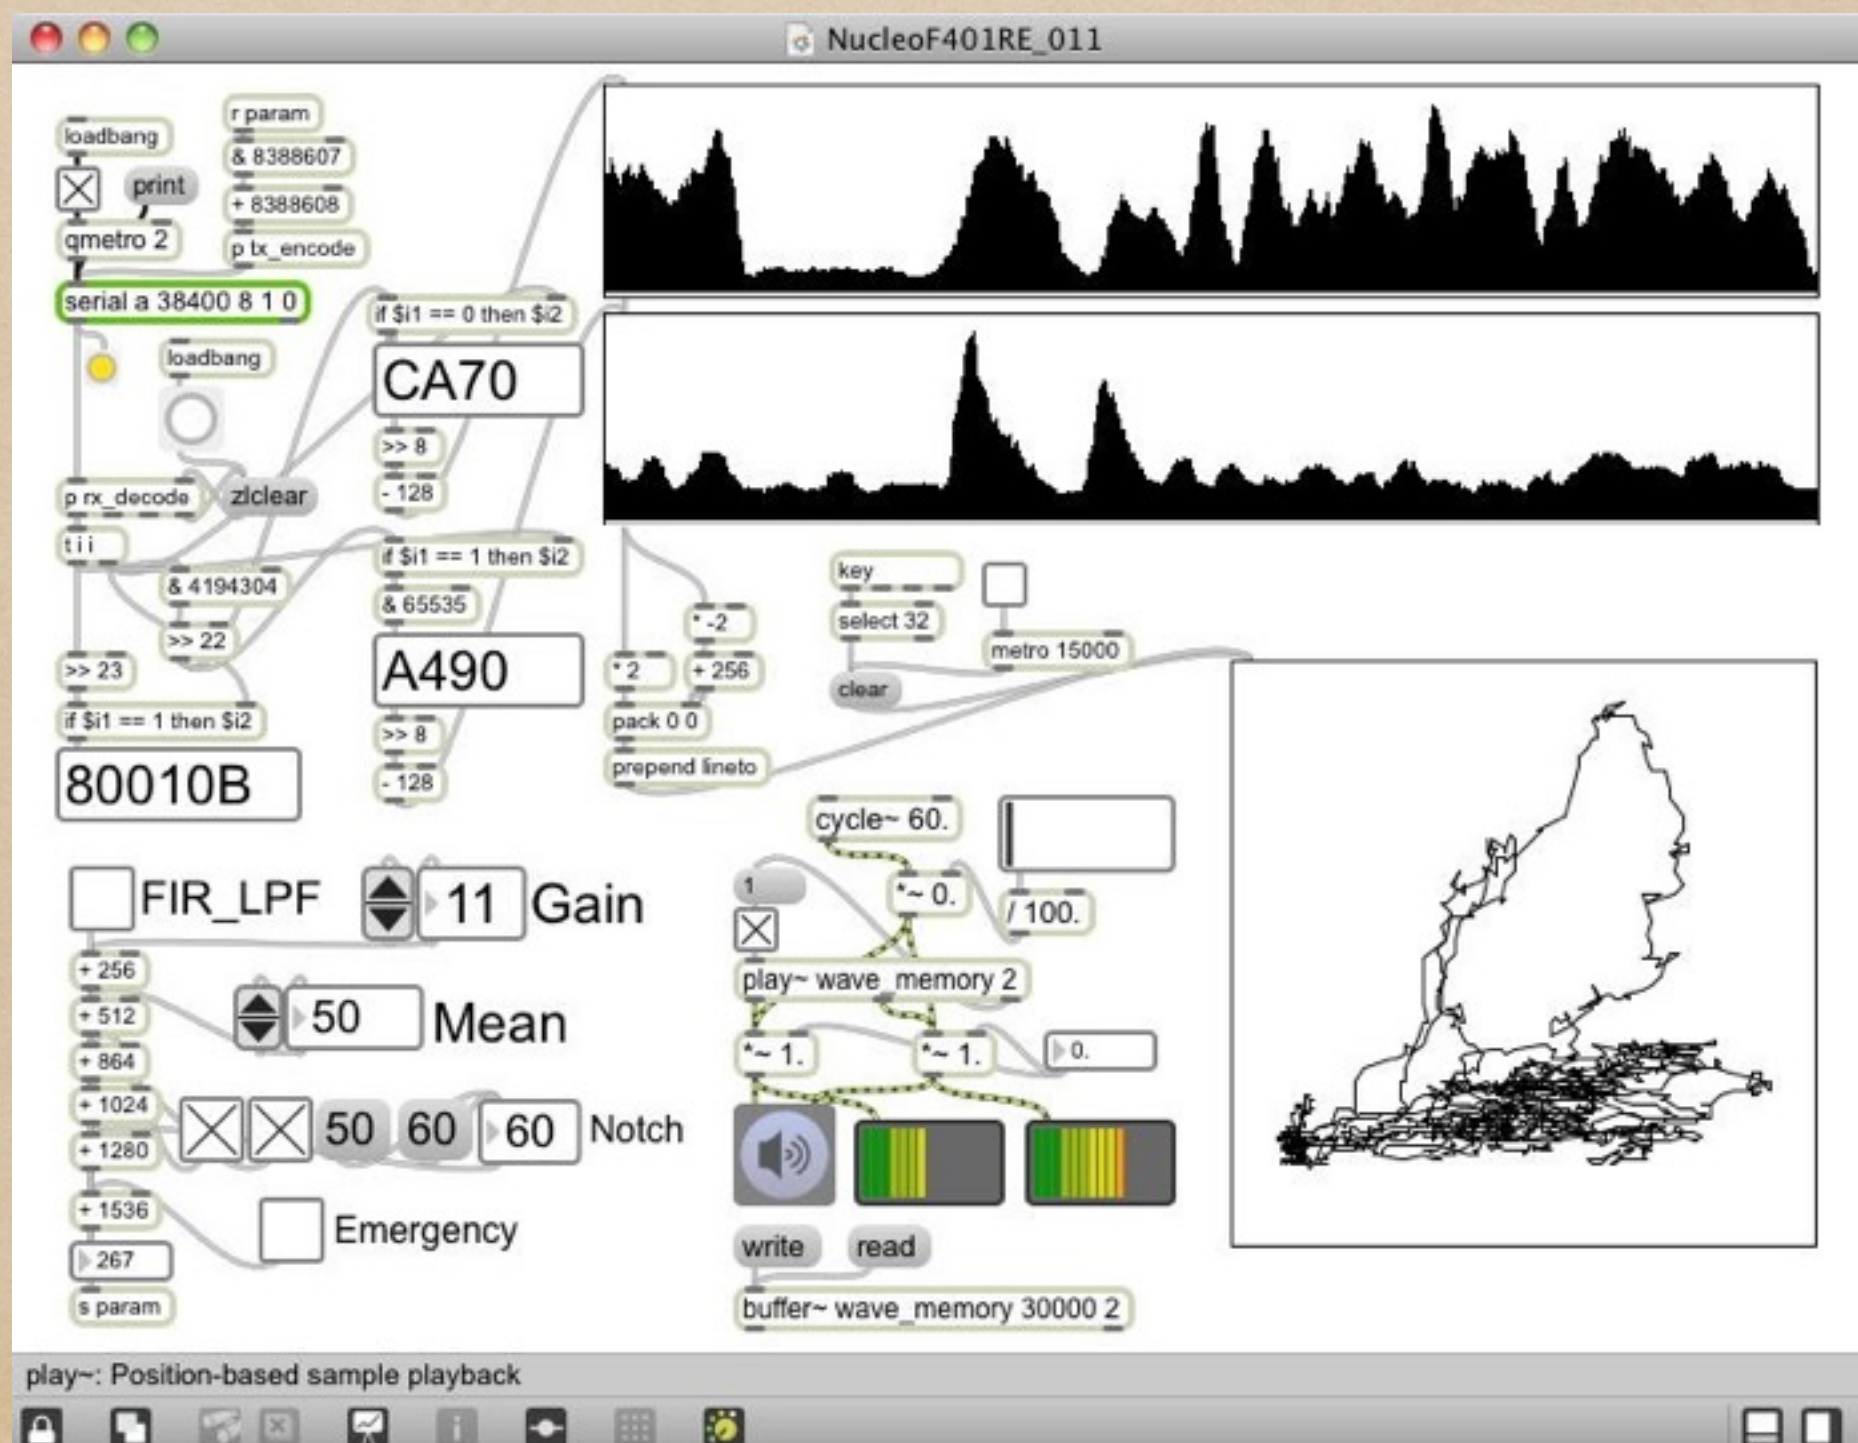 NucleoF401RE_011
loadbang
r param
& 8388607
print
+ 8388608
qmetro 2
p tx_encode
serial a 38400 8 1 0
loadbang
if $i1 == 0 then $i2
CA70
>> 8
- 128
p rx_decode
zlclear
t i i
& 4194304
>> 22
>> 23
if $i1 == 1 then $i2
80010B
if $i1 == 1 then $i2
& 65535
A490
>> 8
- 128
* -2
* 2
+ 256
pack 0 0
prepend lineto
key
select 32
metro 15000
clear
FIR_LPF
11
Gain
+ 256
+ 512
50
Mean
+ 864
+ 1024
+ 1280
50
60
60
Notch
+ 1536
Emergency
267
s param
cycle~ 60.
1
*~ 0.
/ 100.
play~ wave_memory 2
*~ 1.
*~ 1.
0.
write
read
buffer~ wave_memory 30000 2
play~: Position-based sample playback